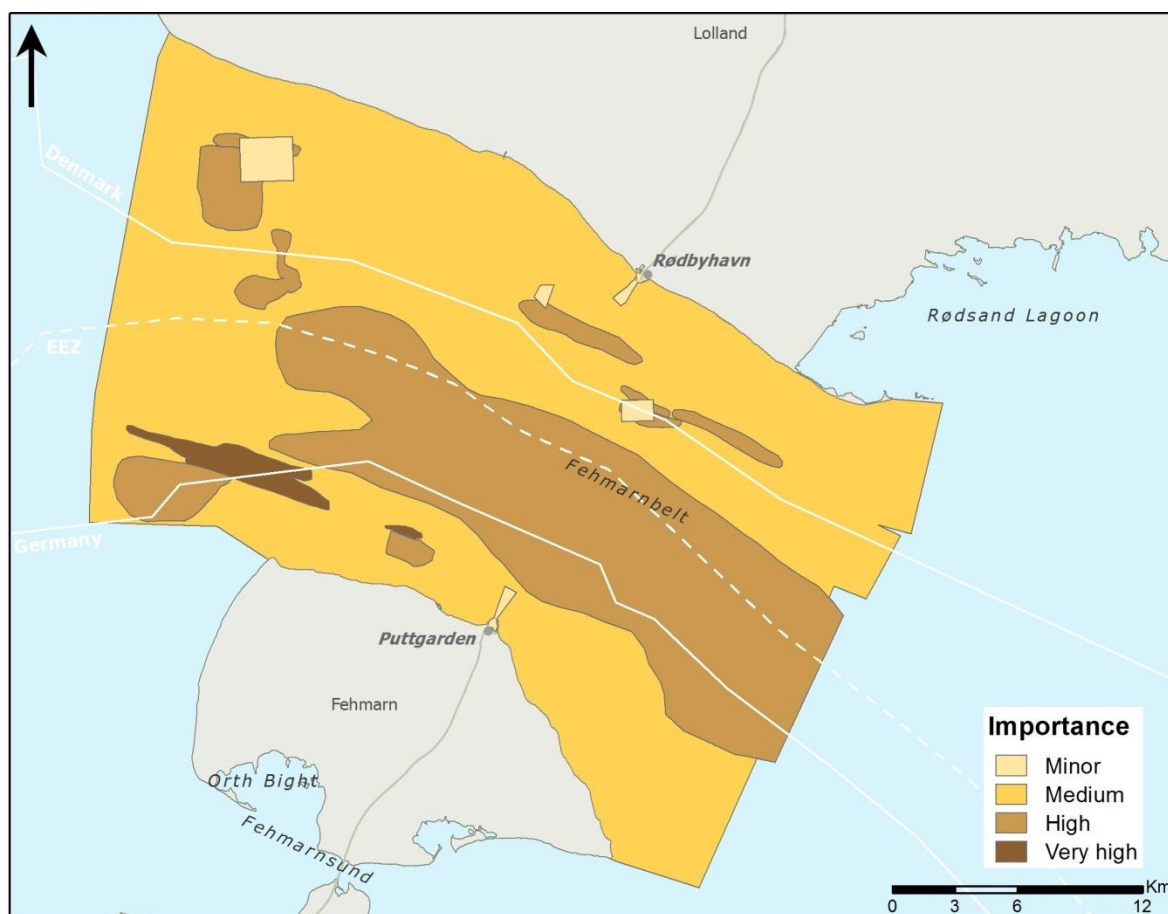 Lolland
Denmark
Rødbyhavn
Rødsand Lagoon
EEZ
Fehmarnbelt
Germany
Puttgarden
Fehmarn
Orth Bight
Fehmarnsund
Importance
Minor
Medium
High
Very high
Km
0 3 6 12